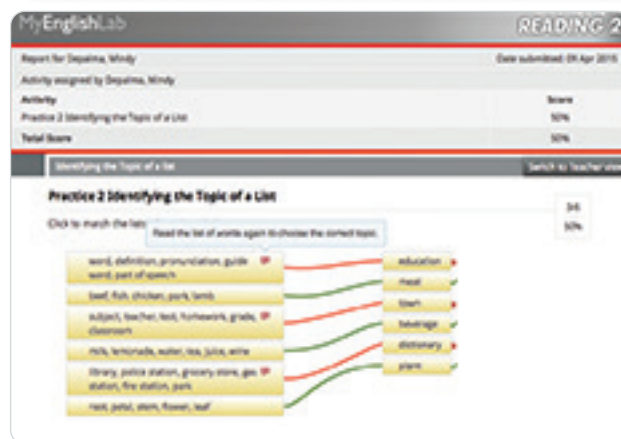 MyEnglishLab
READING 2
Report for Depalma, Mindy
Date submitted: 09 Apr 2015
Activity assigned by Depalma, Mindy
Activity
Score
Practice 2 Identifying the Topic of a List
50%
Total Score
50%
Identifying the Topic of a list
Switch to Teacher view
Practice 2 Identifying the Topic of a List
3/6
50%
Click to match the lists
Read the list of words again to choose the correct topic.
word, definition, pronunciation, guide
word, part of speech
education
beef, fish, chicken, pork, lamb
meat
subject, teacher, test, homework, grade,
classroom
town
milk, lemonade, water, tea, juice, wine
beverage
library, police station, grocery store, gas
station, fire station, park
dictionary
root, petal, stem, flower, leaf
plant